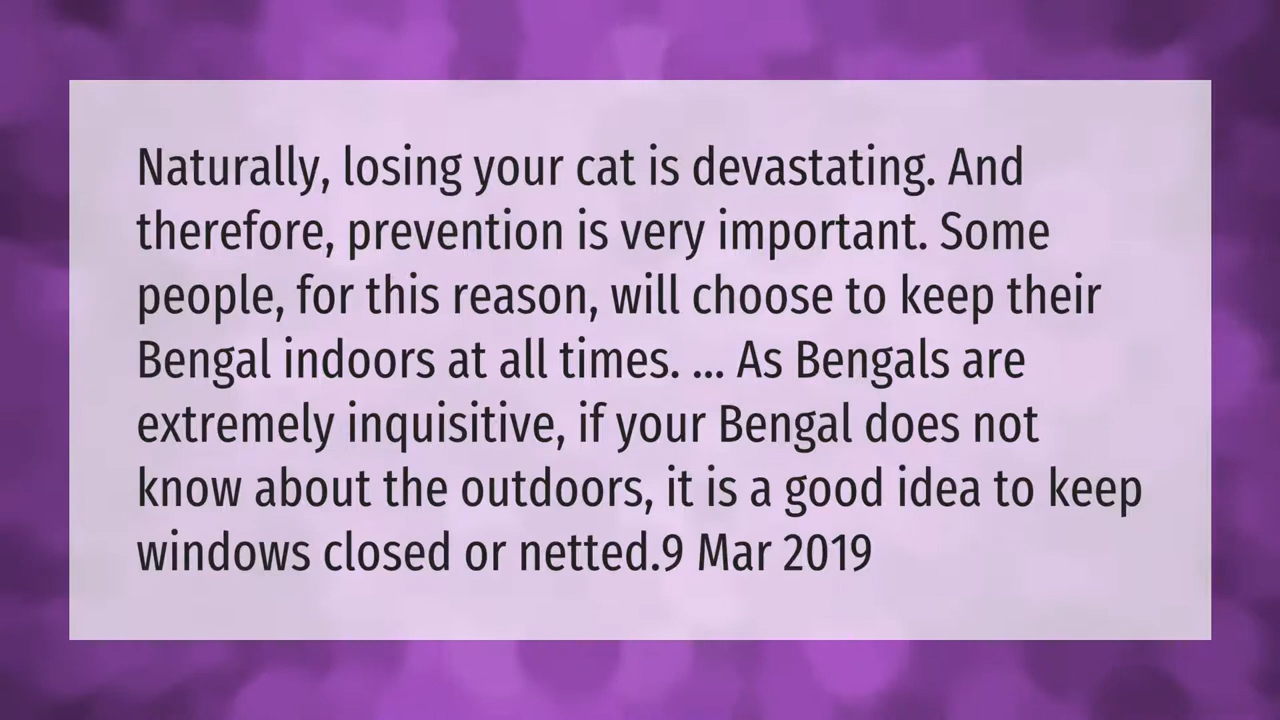 Naturally, losing your cat is devastating. And
therefore, prevention is very important. Some
people, for this reason, will choose to keep their
Bengal indoors at all times. ... As Bengals are
extremely inquisitive, if your Bengal does not
know about the outdoors, it is a good idea to keep
windows closed or netted.9 Mar 2019